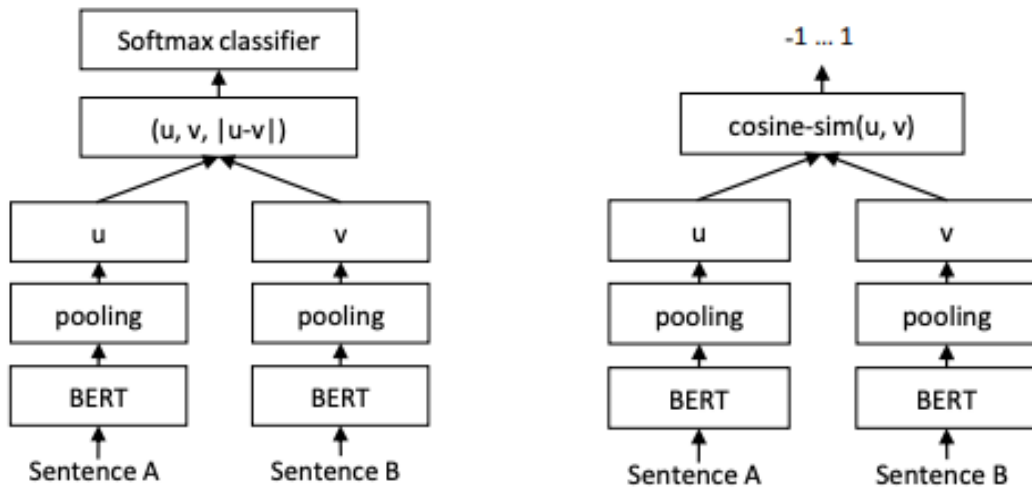 Softmax classifier
(u, v, |u-v|)
u
v
pooling
pooling
BERT
BERT
Sentence A
Sentence B
-1 ... 1
cosine-sim(u, v)
u
v
pooling
pooling
BERT
BERT
Sentence A
Sentence B